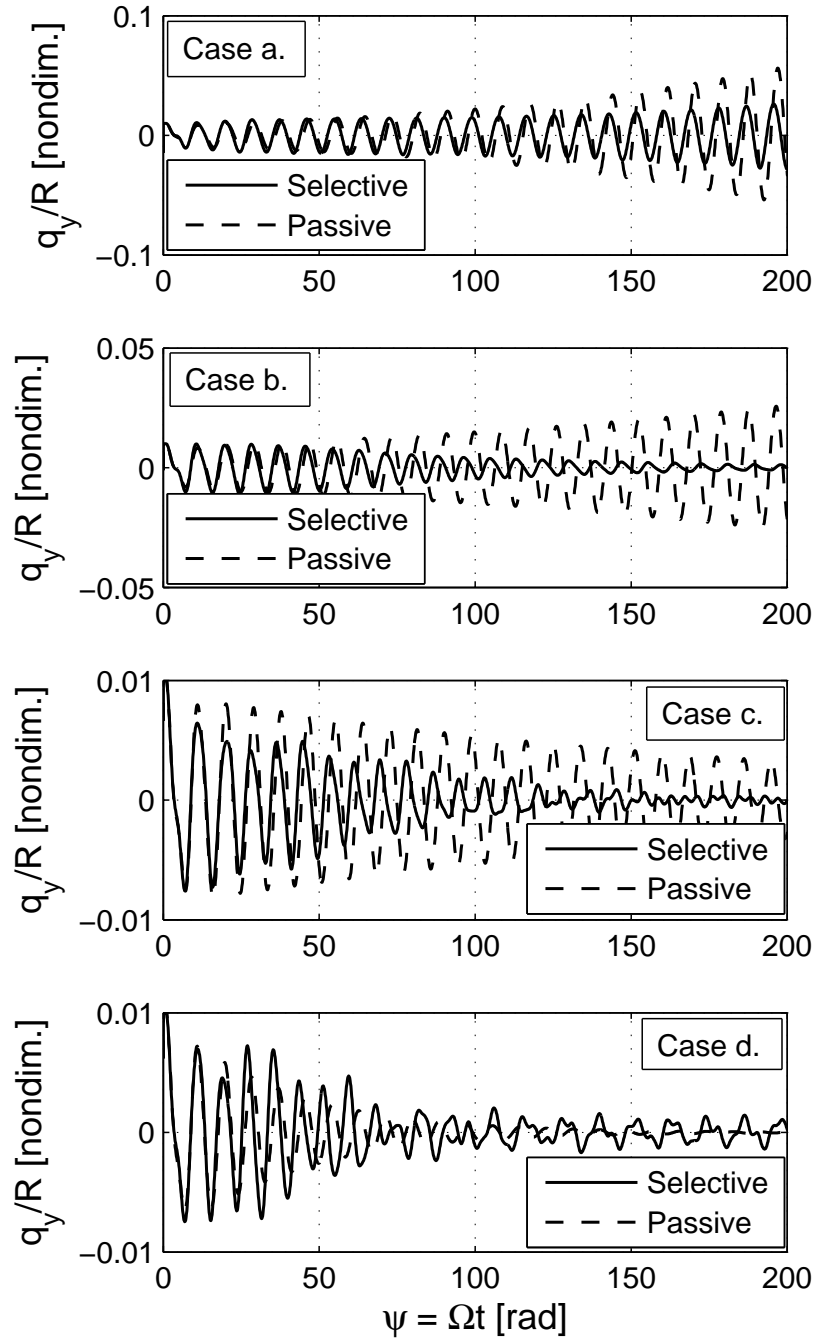 0.1
Case a.
0
q_y/R [nondim.]
Selective
Passive
−0.1
0 50 100 150 200
0.05
Case b.
0
q_y/R [nondim.]
Selective
Passive
−0.05
0 50 100 150 200
0.01
Case c.
0
q_y/R [nondim.]
Selective
Passive
−0.01
0 50 100 150 200
0.01
Case d.
0
q_y/R [nondim.]
Selective
Passive
−0.01
0 50 100 150 200
ψ = Ωt [rad]